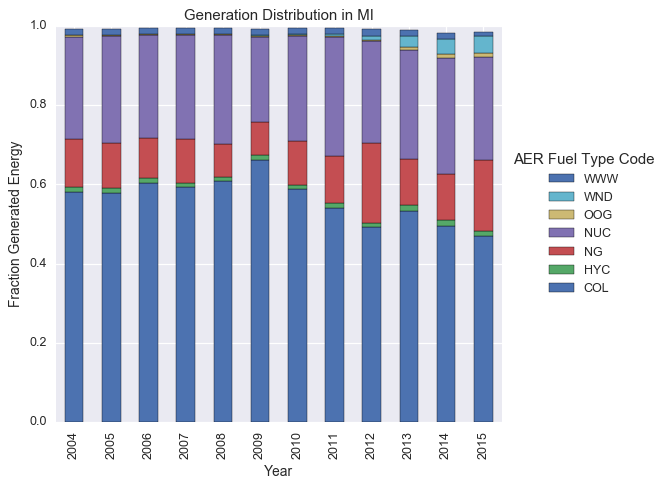 Generation Distribution in MI
1.0
0.8
0.6
0.4
0.2
0.0
Fraction Generated Energy
2004 2005 2006 2007 2008 2009 2010 2011 2012 2013 2014 2015
Year
AER Fuel Type Code
WWW
WND
OOG
NUC
NG
HYC
COL